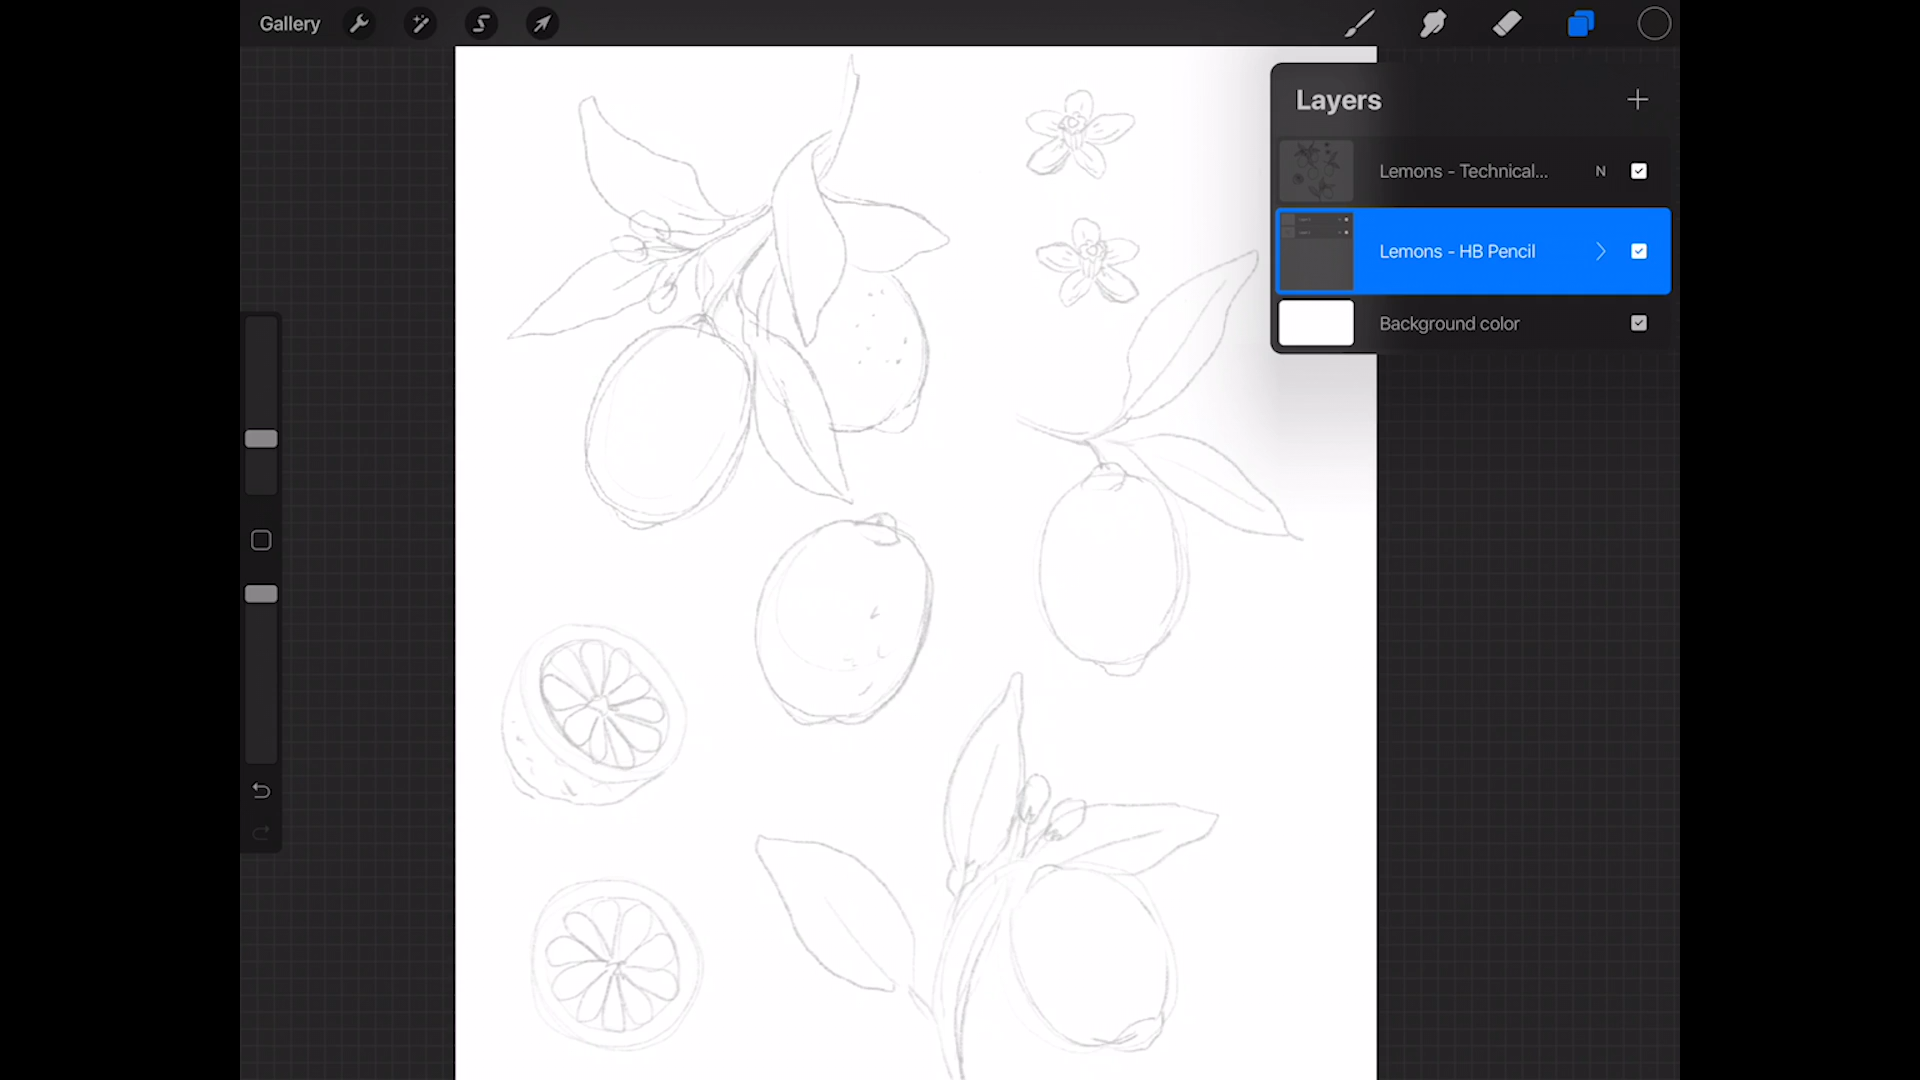 Gallery
Layers
Lemons - Technical... N
Lemons - HB Pencil
Background color